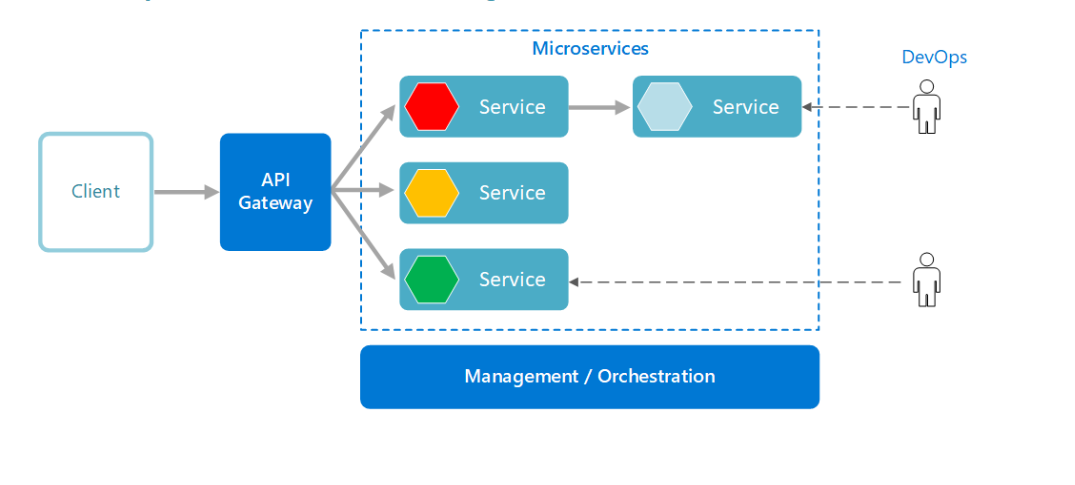 Microservices
DevOps
Service
Service
Client
API
Gateway
Service
Service
Management / Orchestration